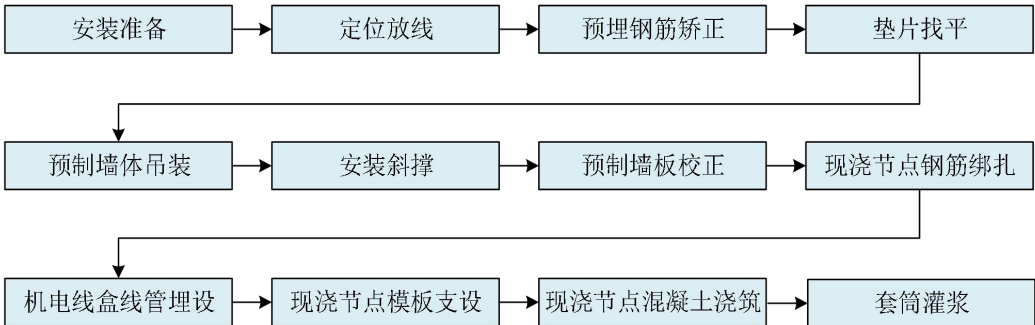 安装准备
定位放线
预埋钢筋矫正
垫片找平
预制墙体吊装
安装斜撑
预制墙板校正
现浇节点钢筋绑扎
机电线盒线管埋设
现浇节点模板支设
现浇节点混凝土浇筑
套筒灌浆